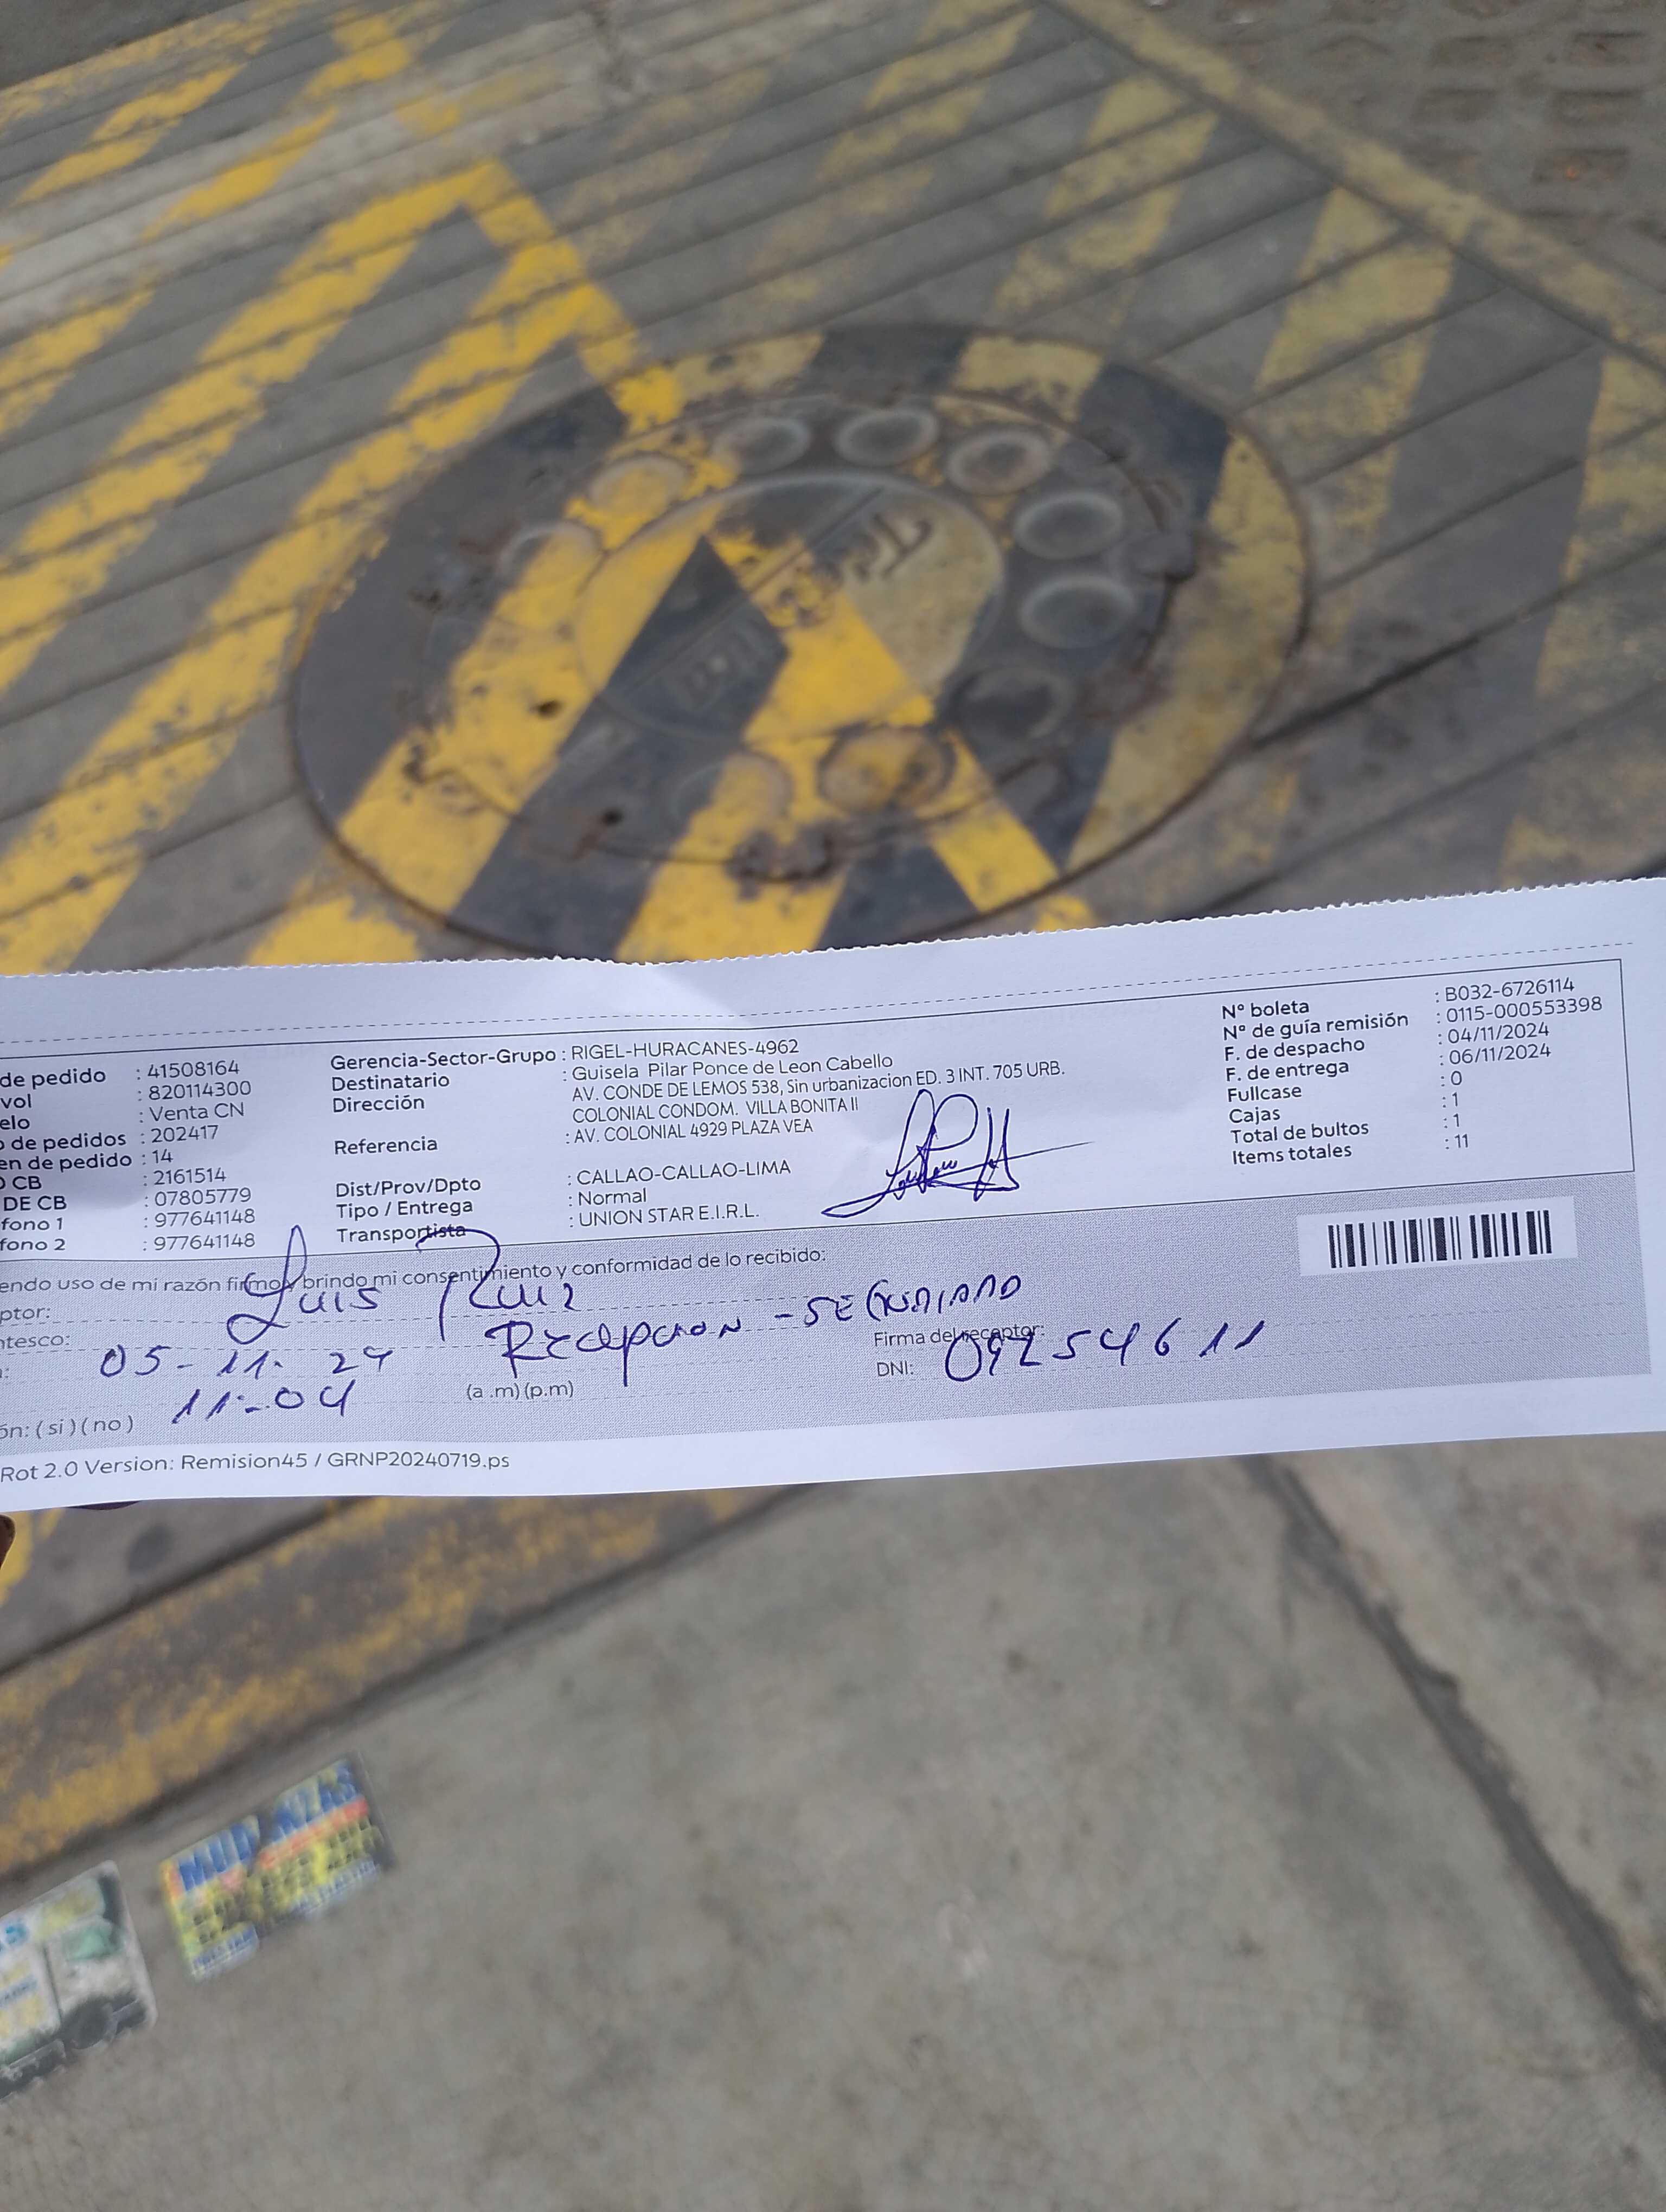 de pedido : 41508164
vol : 820114300
elo : Venta CN
o de pedidos : 202417
en de pedido : 14
O CB : 2161514
DE CB : 07805779
fono 1 : 977641148
fono 2 : 977641148
Gerencia-Sector-Grupo : RIGEL-HURACANES-4962
Destinatario : Guisela Pilar Ponce de Leon Cabello
Dirección AV. CONDE DE LEMOS 538, Sin urbanizacion ED. 3 INT. 705 URB.
COLONIAL CONDOM. VILLA BONITA II
Referencia : AV. COLONIAL 4929 PLAZA VEA
Dist/Prov/Dpto : CALLAO-CALLAO-LIMA
Tipo / Entrega : Normal
Transportista : UNION STAR E.I.R.L.
Nº boleta : B032-6726114
Nº de guía remisión : 0115-000553398
F. de despacho : 04/11/2024
F. de entrega : 06/11/2024
Fullcase : 0
Cajas : 1
Total de bultos : 1
Items totales : 11
endo uso de mi razón firmo y brindo mi consentimiento y conformidad de lo recibido:
ptor: Luis Ruiz
ntesco: Recepcion - SEGURIDAD
05-11-24
Firma del receptor:
DNI: 09254611
11:04 (a .m) (p.m)
ón: ( si ) ( no )
Rot 2.0 Version: Remision45 / GRNP20240719.ps